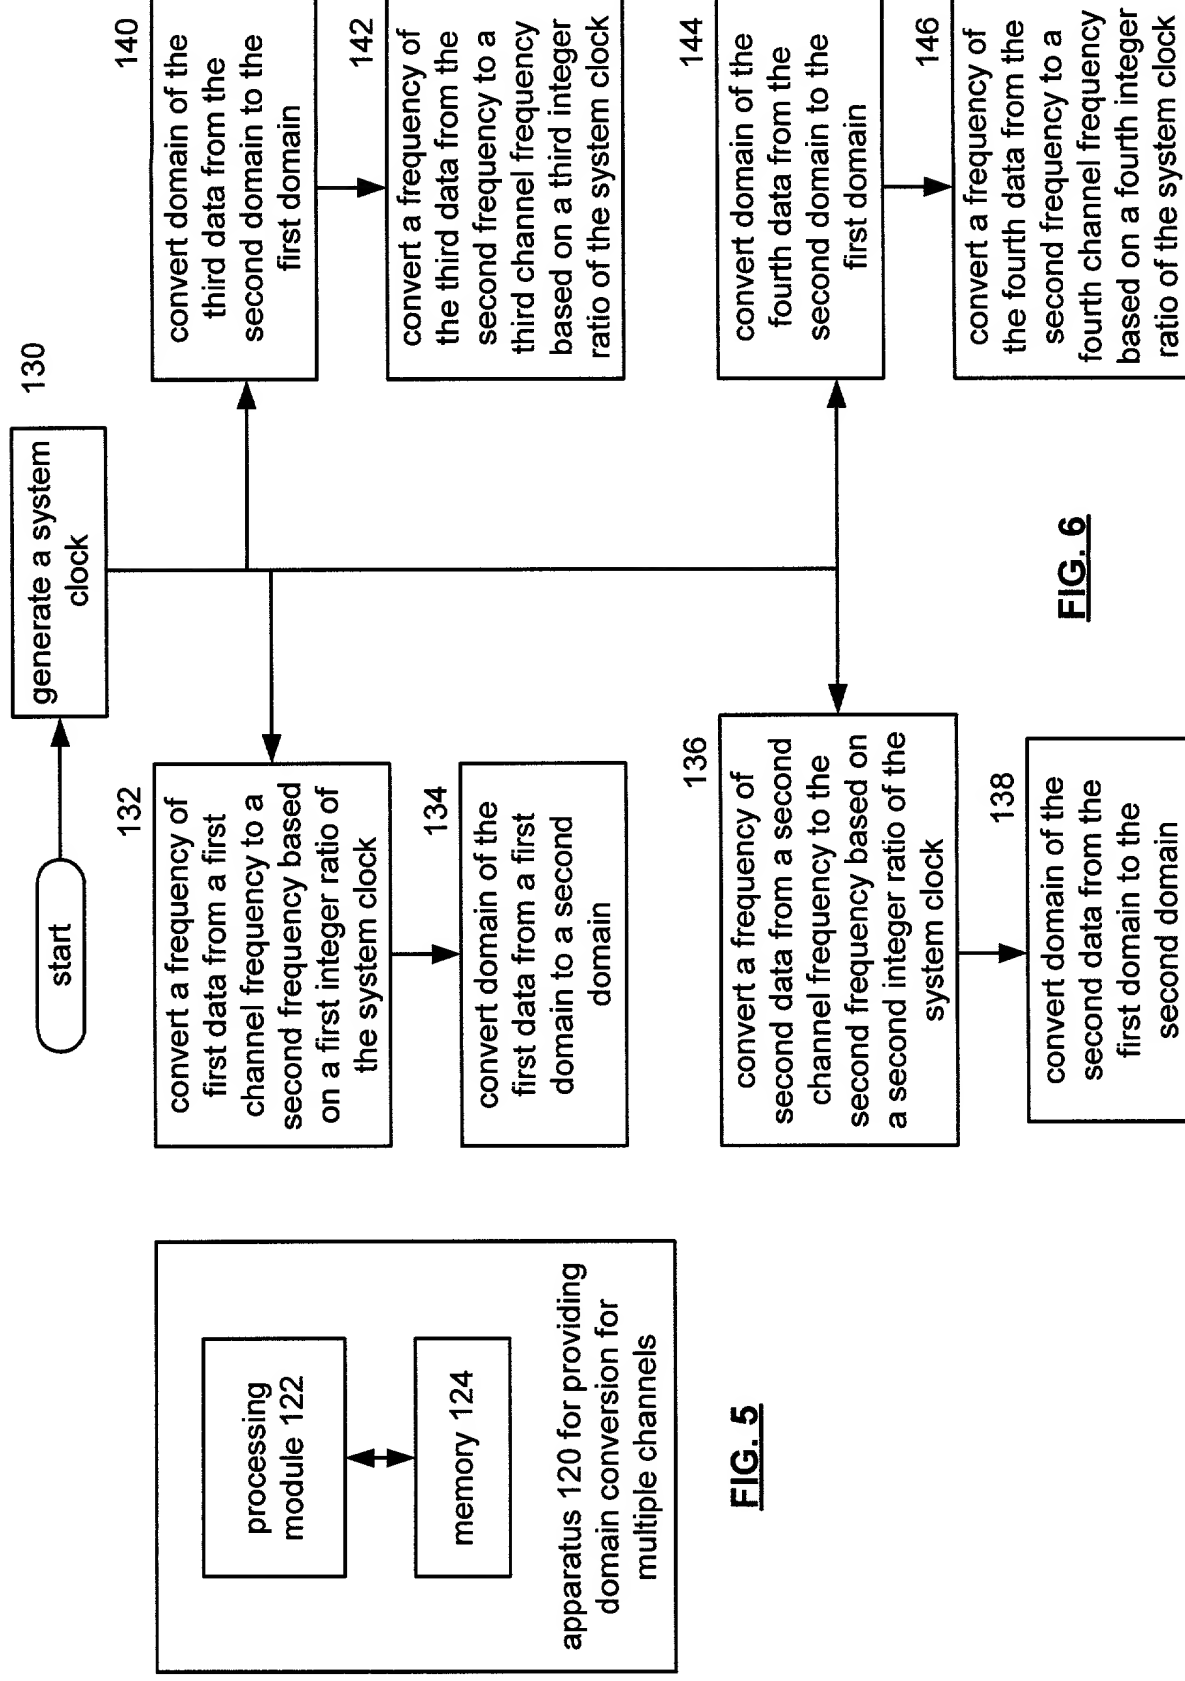 processing
module 122
memory 124
apparatus 120 for providing
domain conversion for
multiple channels
FIG. 5
start
generate a system
clock
130
132
convert a frequency of
first data from a first
channel frequency to a
second frequency based
on a first integer ratio of
the system clock
134
convert domain of the
first data from a first
domain to a second
domain
136
convert a frequency of
second data from a second
channel frequency to the
second frequency based on
a second integer ratio of the
system clock
138
convert domain of the
second data from the
first domain to the
second domain
140
convert domain of the
third data from the
second domain to the
first domain
142
convert a frequency of
the third data from the
second frequency to a
third channel frequency
based on a third integer
ratio of the system clock
144
convert domain of the
fourth data from the
second domain to the
first domain
146
convert a frequency of
the fourth data from the
second frequency to a
fourth channel frequency
based on a fourth integer
ratio of the system clock
FIG. 6